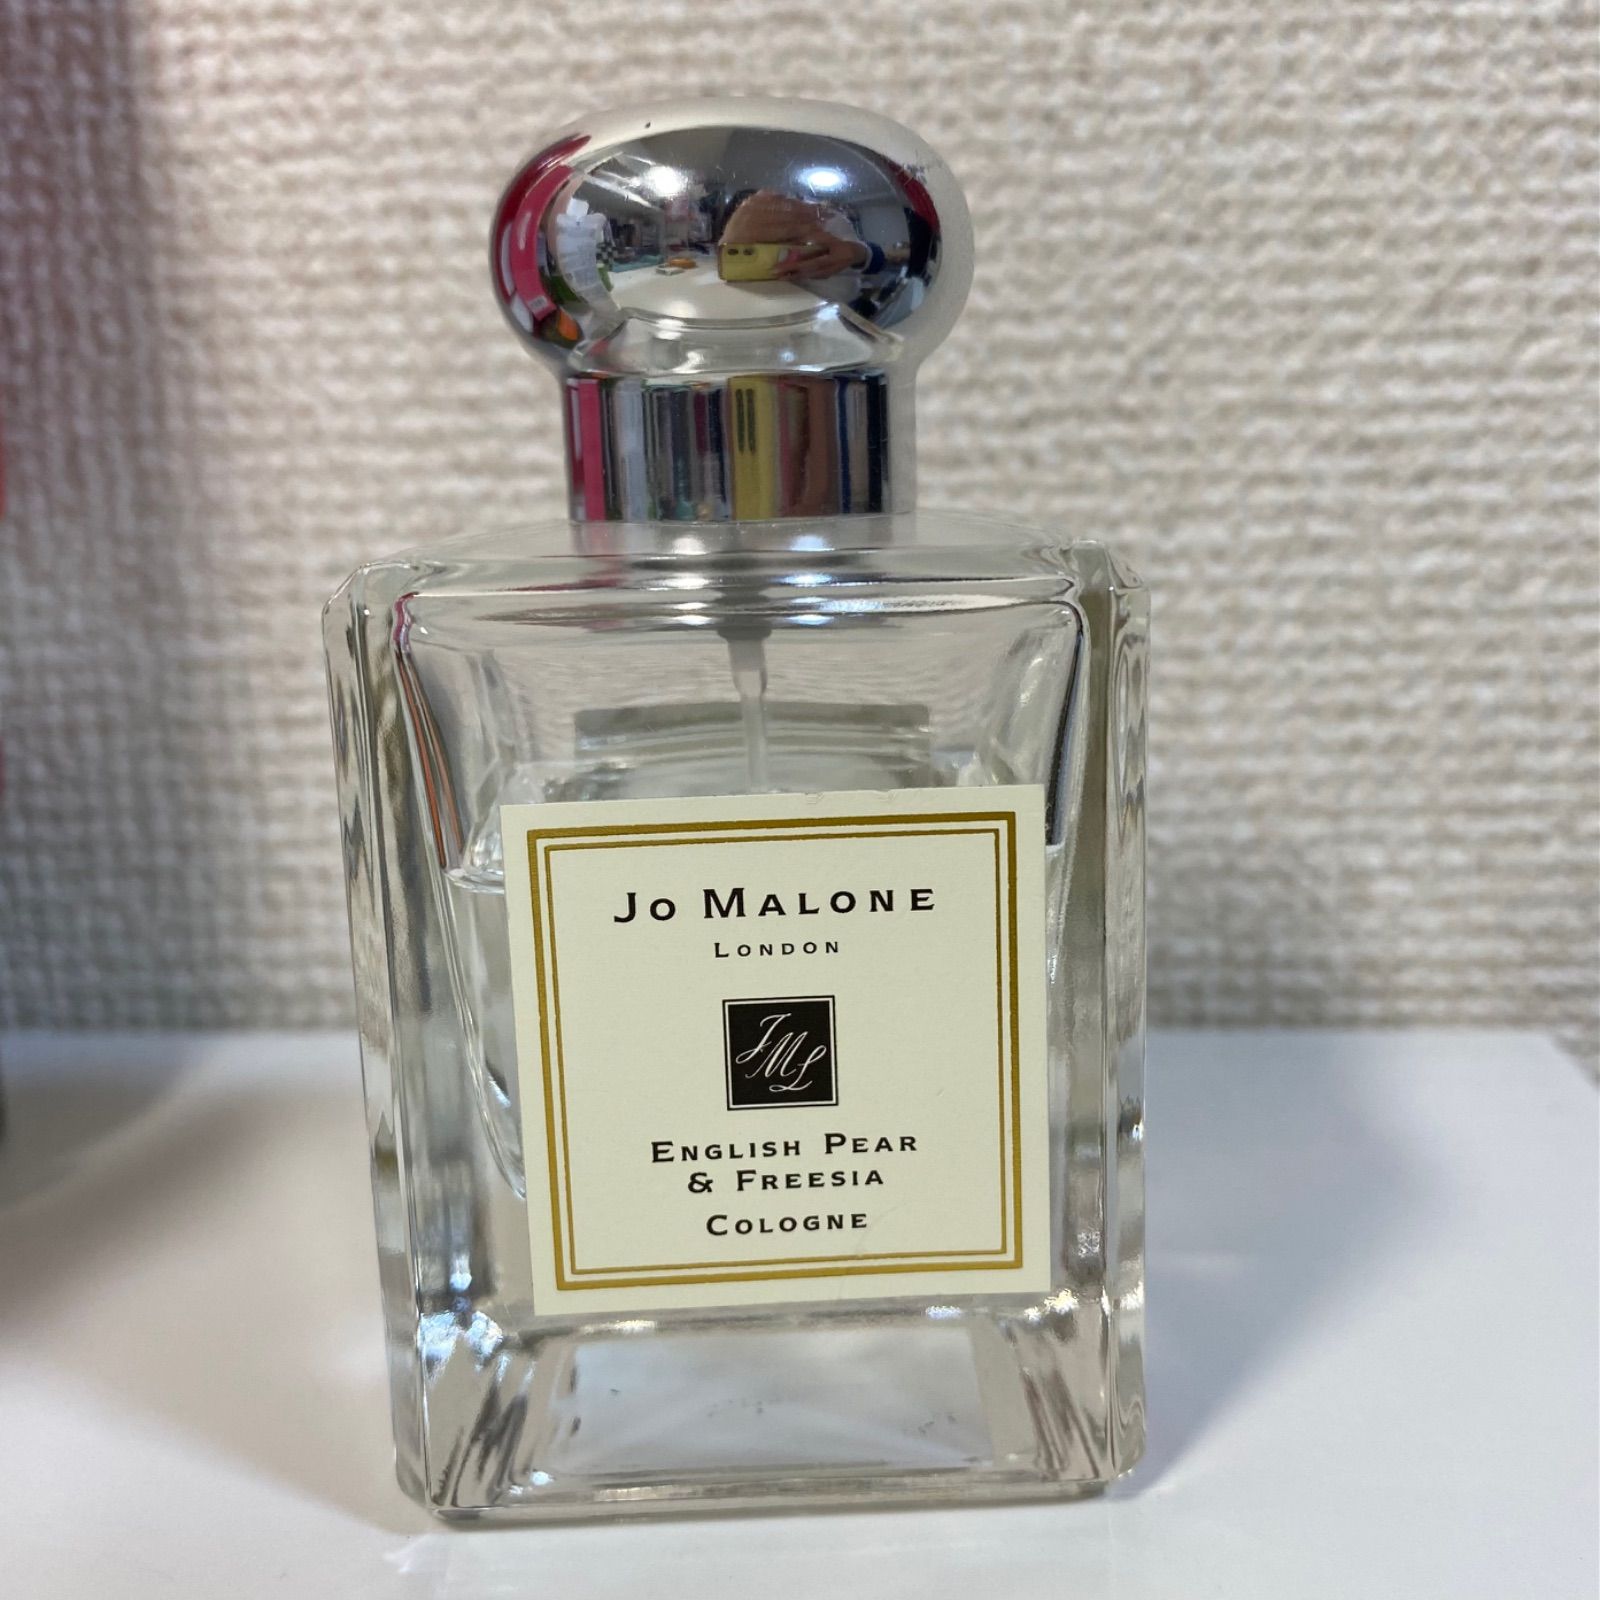 JO MALONE
LONDON
JML
ENGLISH PEAR
& FREESIA
COLOGNE